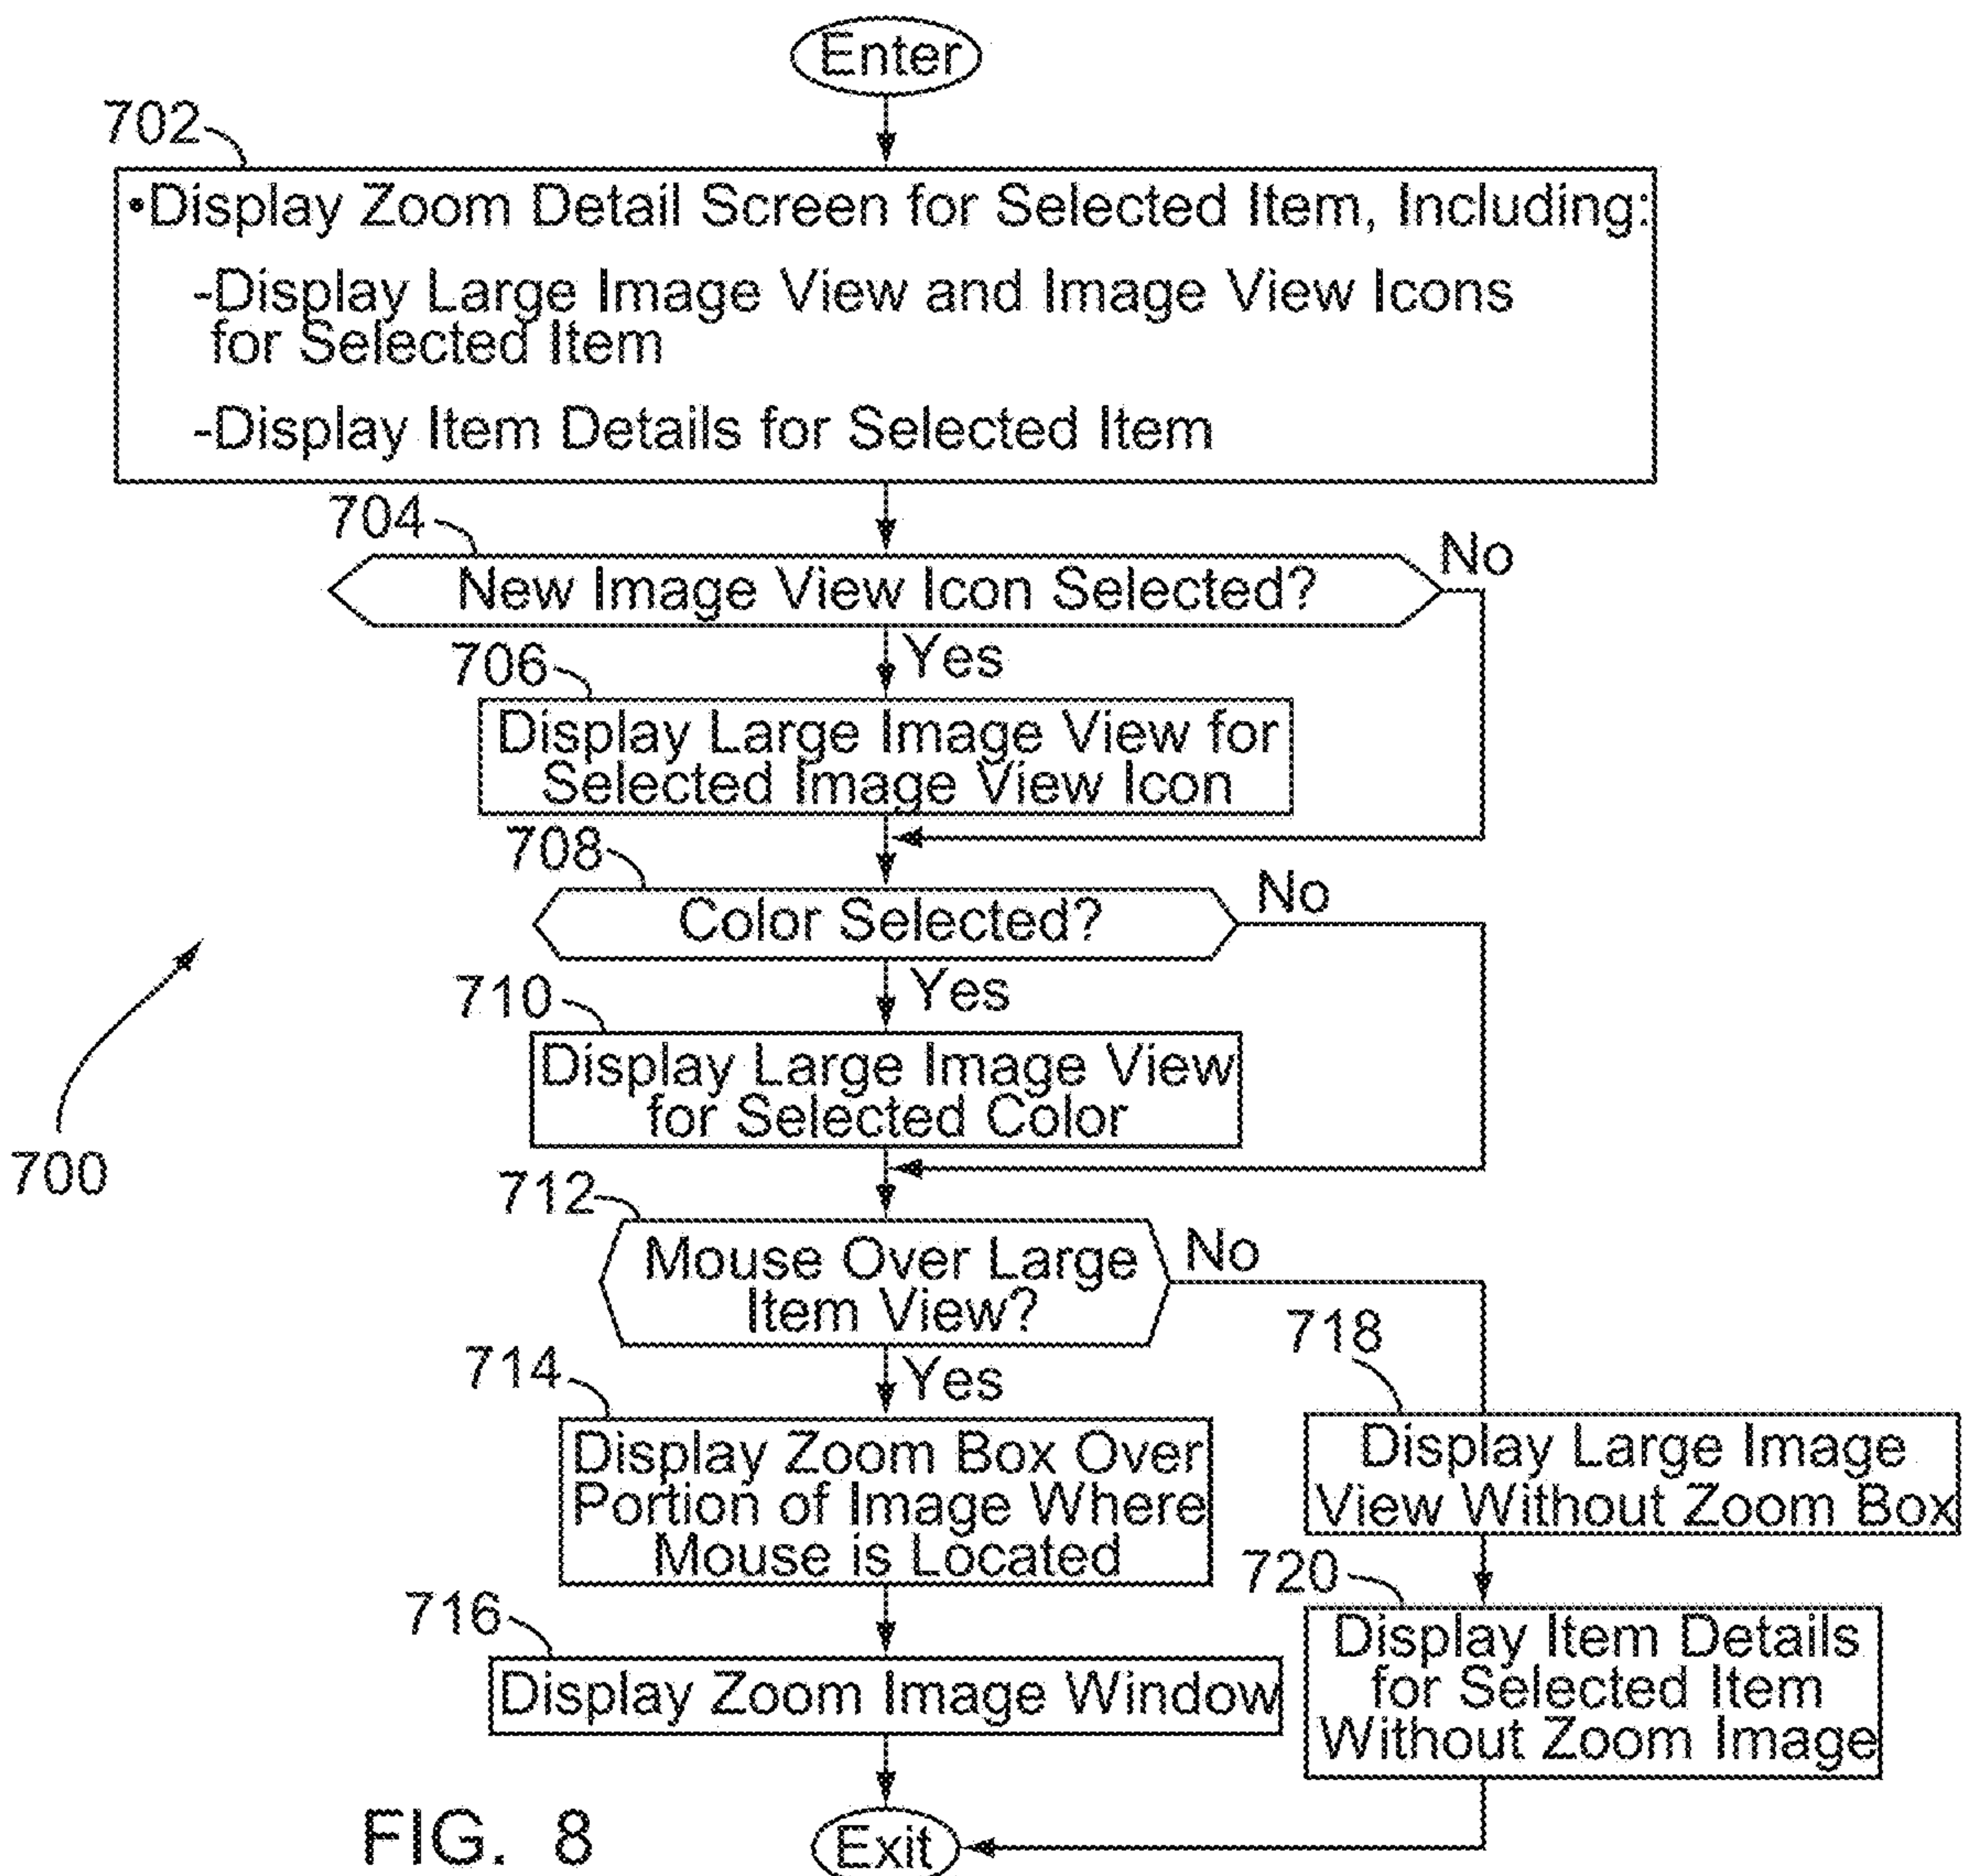 Enter
702
•Display Zoom Detail Screen for Selected Item, Including:
-Display Large Image View and Image View Icons
for Selected Item
-Display Item Details for Selected Item
704
New Image View Icon Selected?
No
Yes
706
Display Large Image View for
Selected Image View Icon
708
Color Selected?
No
Yes
710
Display Large Image View
for Selected Color
700
712
Mouse Over Large
Item View?
No
Yes
714
Display Zoom Box Over
Portion of Image Where
Mouse is Located
718
Display Large Image
View Without Zoom Box
716
Display Zoom Image Window
720
Display Item Details
for Selected Item
Without Zoom Image
Exit
FIG. 8